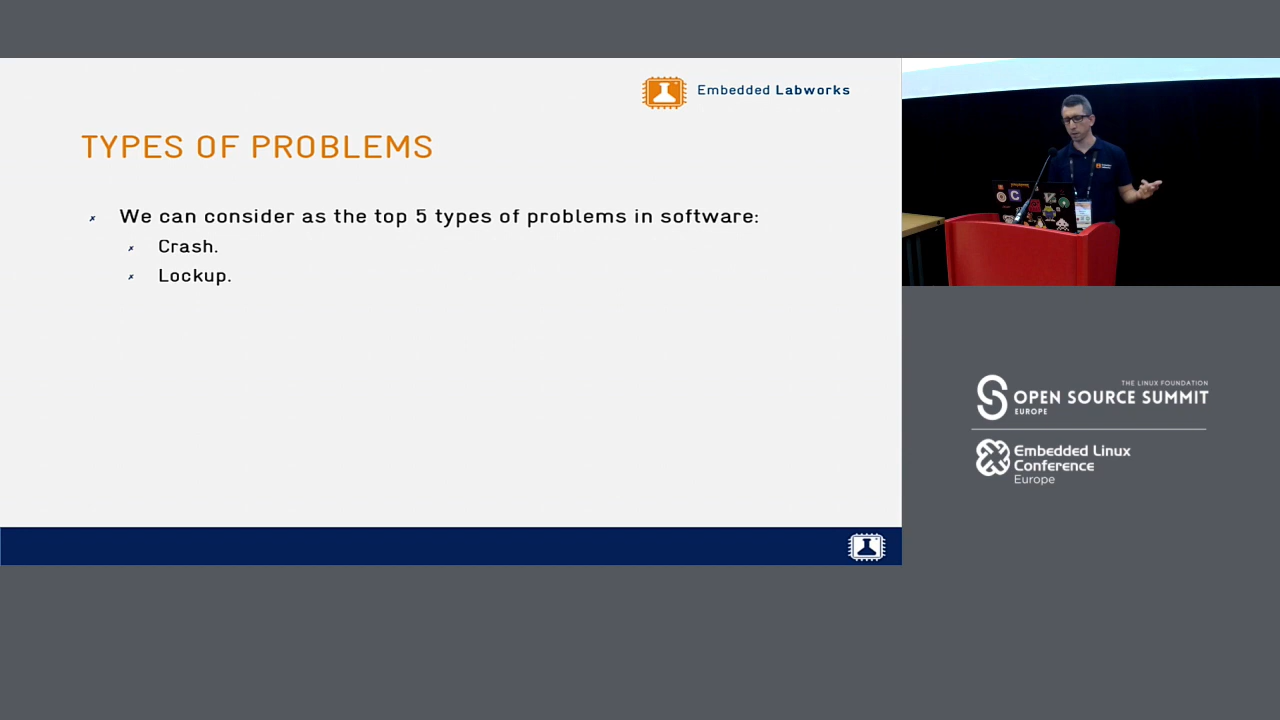 Embedded Labworks
TYPES OF PROBLEMS
We can consider as the top 5 types of problems in software:
Crash.
Lockup.
THE LINUX FOUNDATION
OPEN SOURCE SUMMIT
EUROPE
Embedded Linux
Conference
Europe